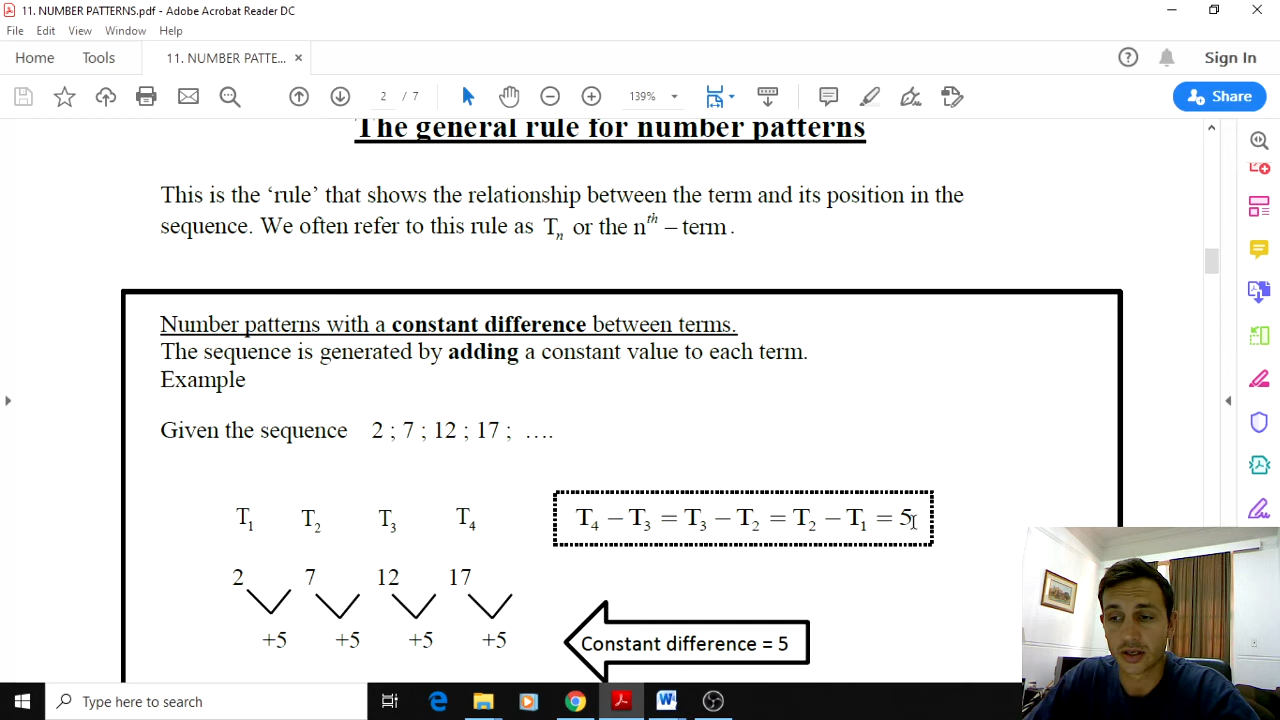 11. NUMBER PATTERNS.pdf - Adobe Acrobat Reader DC
File Edit View Window Help
Home Tools 11. NUMBER PATTE... × Sign In
2 / 7 139% Share
The general rule for number patterns
This is the ‘rule’ that shows the relationship between the term and its position in the
sequence. We often refer to this rule as Tₙ or the nᵗʰ – term .
Number patterns with a constant difference between terms.
The sequence is generated by adding a constant value to each term.
Example
Given the sequence 2 ; 7 ; 12 ; 17 ; ….
T₁ T₂ T₃ T₄ T₄ – T₃ = T₃ – T₂ = T₂ – T₁ = 5
2 7 12 17
+5 +5 +5 +5 Constant difference = 5
Type here to search